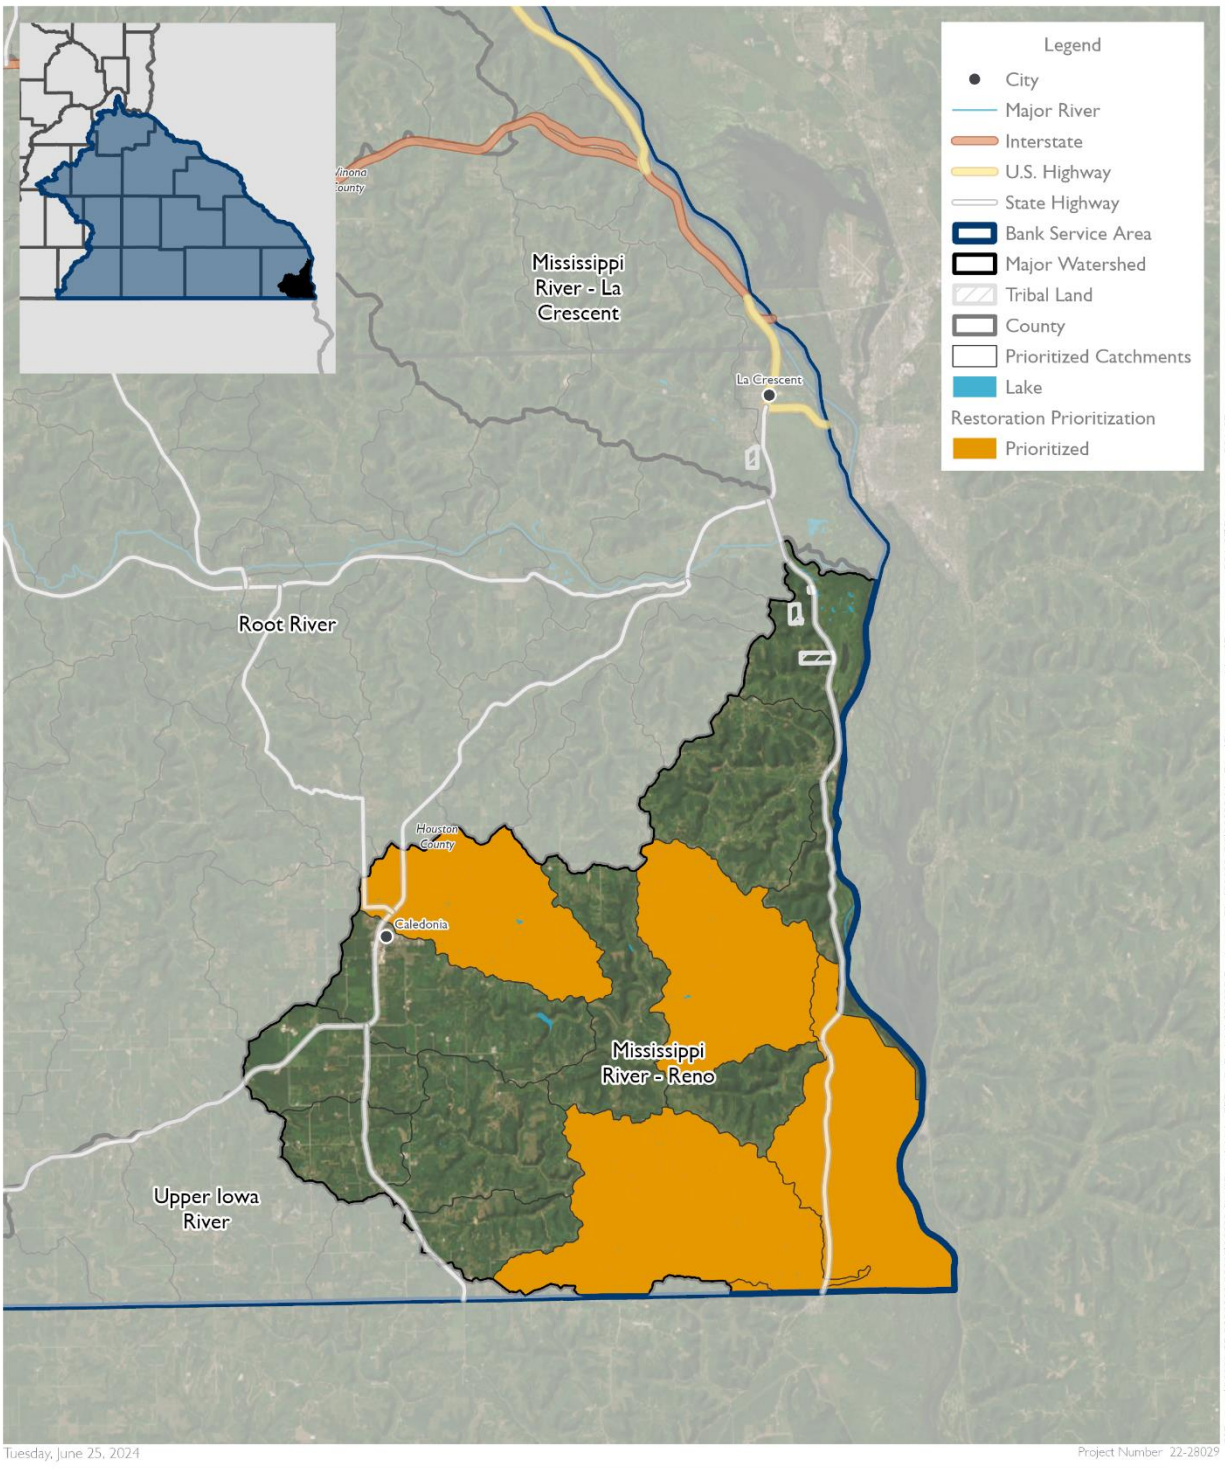 Legend
City
Major River
Interstate
U.S. Highway
State Highway
Bank Service Area
Major Watershed
Tribal Land
County
Prioritized Catchments
Lake
Restoration Prioritization
Prioritized
County
Mississippi
River - La
Crescent
La Crescent
Root River
Houston
County
Caledonia
Mississippi
River - Reno
Upper Iowa
River
Tuesday, June 25, 2024
Project Number 22-28029